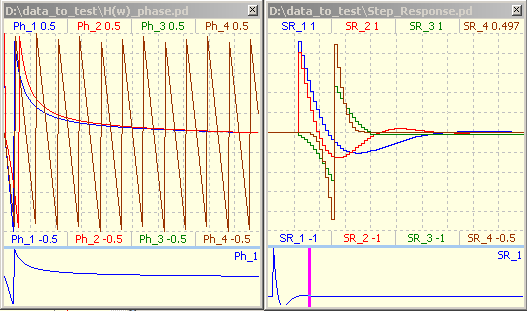 D:\data_to_test\H(w)_phase.pd
Ph_1 0.5 Ph_2 0.5 Ph_3 0.5 Ph_4 0.5
Ph_1 -0.5 Ph_2 -0.5 Ph_3 -0.5 Ph_4 -0.5
Ph_1
D:\data_to_test\Step_Response.pd
SR_1 1 SR_2 1 SR_3 1 SR_4 0.497
SR_1 -1 SR_2 -1 SR_3 -1 SR_4 -0.5
SR_1